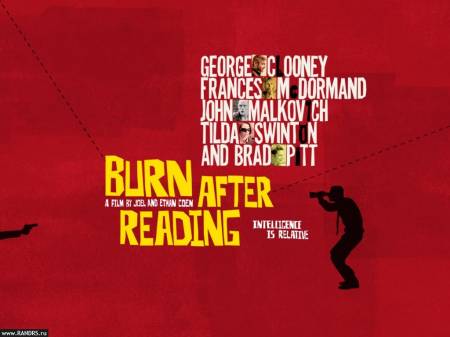 GEORGE CLOONEY
FRANCES McDORMAND
JOHN MALKOVICH
TILDA SWINTON
AND BRAD PITT
BURN AFTER
A FILM BY JOEL AND ETHAN COEN
READING
INTELLIGENCE
IS RELATIVE
www.RANDRS.ru